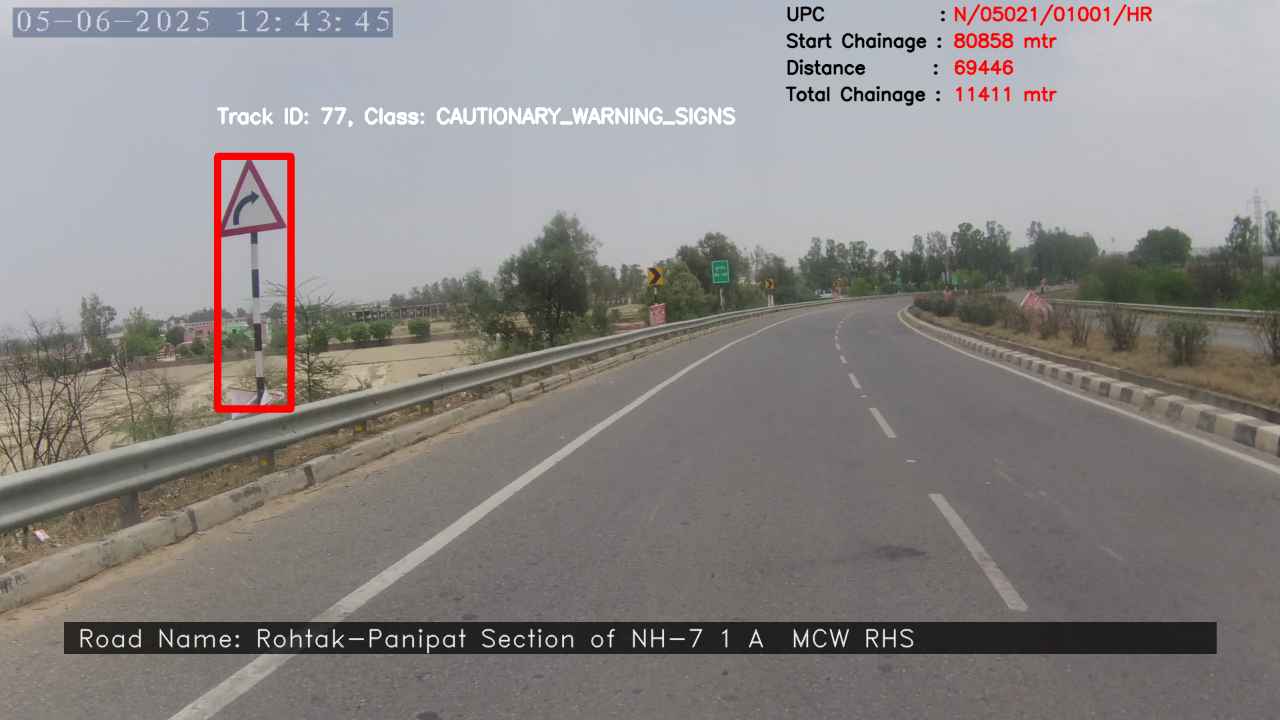 05-06-2025 12:43:45
UPC : N/05021/01001/HR
Start Chainage : 80858 mtr
Distance : 69446
Total Chainage : 11411 mtr
Track ID: 77, Class: CAUTIONARY_WARNING_SIGNS
Road Name: Rohtak-Panipat Section of NH-7 1 A MCW RHS